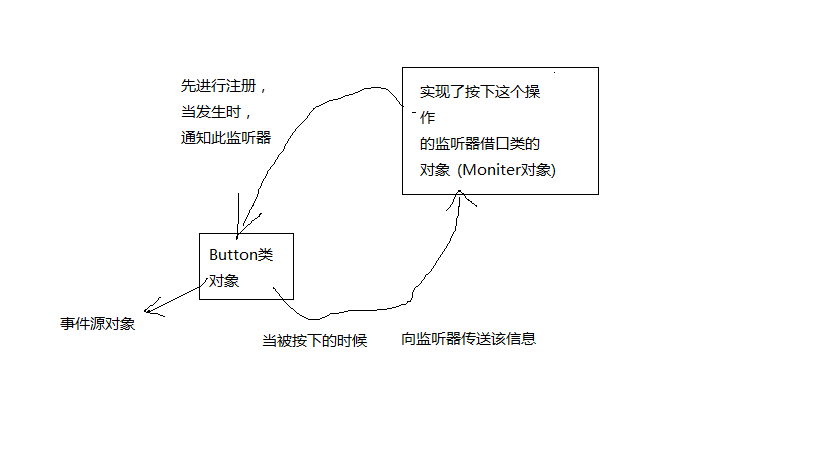 先进行注册，
当发生时，
通知此监听器
实现了按下这个操
作
的监听器借口类的
对象 (Moniter对象)
Button类
对象
事件源对象
当被按下的时候
向监听器传送该信息